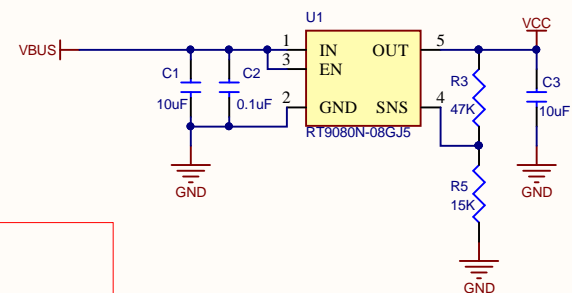 U1
VCC
VBUS
1 IN OUT 5
3 EN
C1 C2
R3 C3
10uF 0.1uF
2 GND SNS 4
47K 10uF
RT9080N-08GJ5
GND
GND
R5
15K
GND